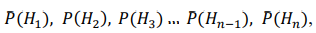 P̄(H₁), P̄(H₂), P(H₃) ... P̄(Hₙ₋₁), P̄(Hₙ),